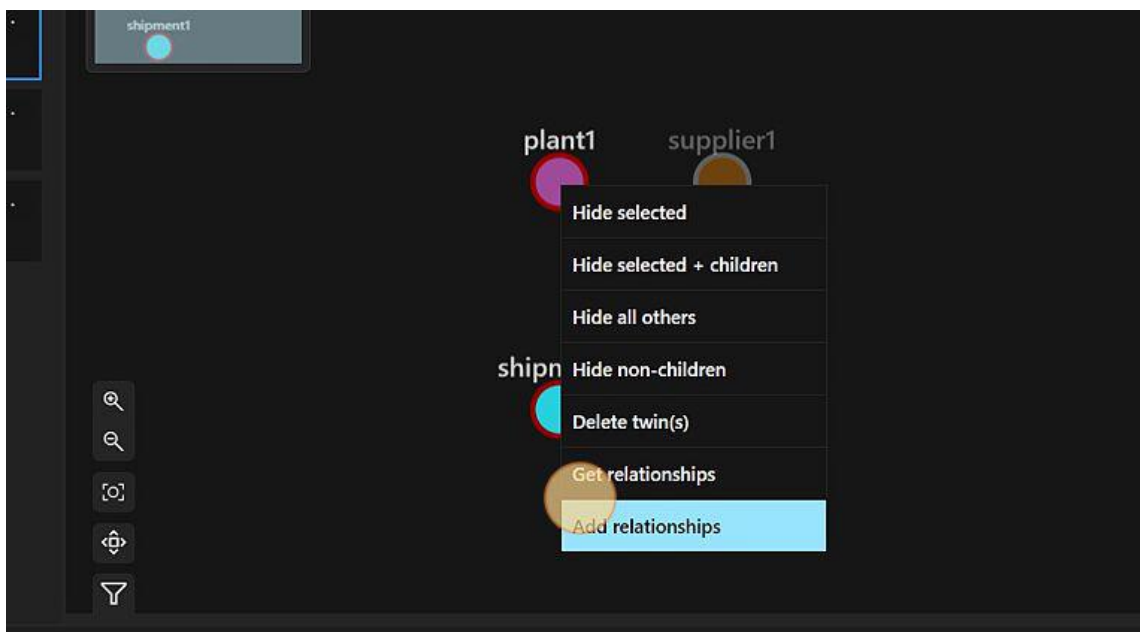 shipment1
plant1
supplier1
Hide selected
Hide selected + children
Hide all others
shipn
Hide non-children
Delete twin(s)
Get relationships
Add relationships